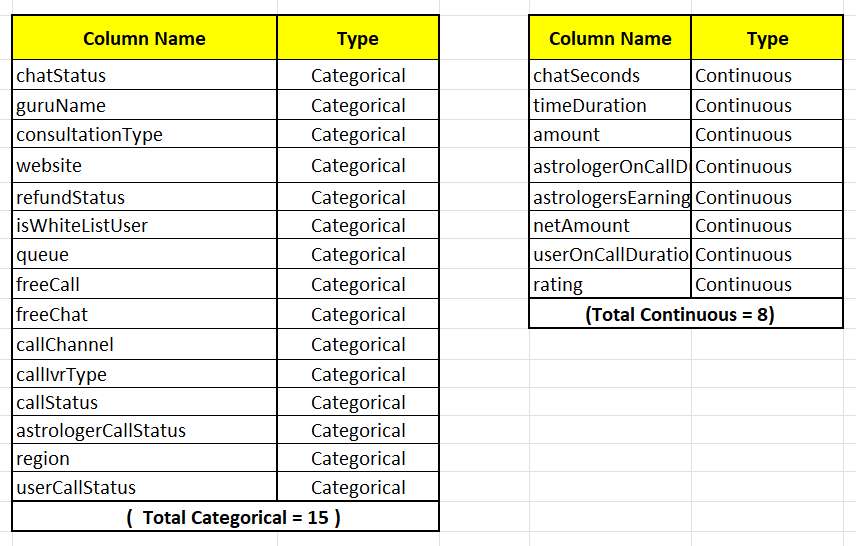 Column Name Type
chatStatus Categorical
guruName Categorical
consultationType Categorical
website Categorical
refundStatus Categorical
isWhiteListUser Categorical
queue Categorical
freeCall Categorical
freeChat Categorical
callChannel Categorical
callIvrType Categorical
callStatus Categorical
astrologerCallStatus Categorical
region Categorical
userCallStatus Categorical
( Total Categorical = 15 )
Column Name Type
chatSeconds Continuous
timeDuration Continuous
amount Continuous
astrologerOnCallD Continuous
astrologersEarning Continuous
netAmount Continuous
userOnCallDuratio Continuous
rating Continuous
(Total Continuous = 8)